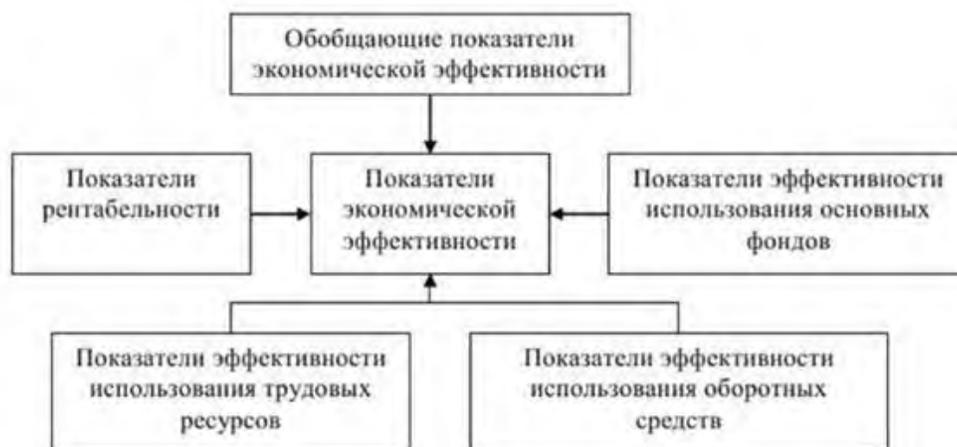 Обобщающие показатели
экономической эффективности
Показатели
рентабельности
Показатели
экономической
эффективности
Показатели эффективности
использования основных
фондов
Показатели эффективности
использования трудовых
ресурсов
Показатели эффективности
использования оборотных
средств